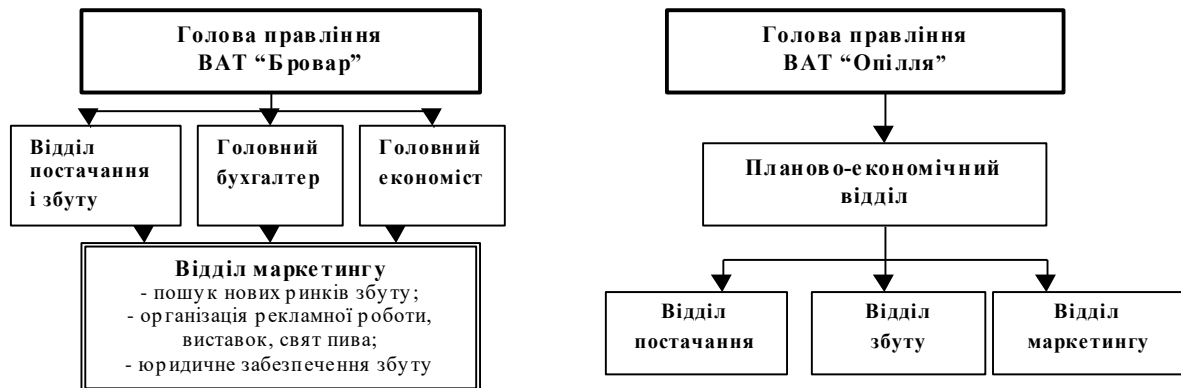 Голова правління
ВАТ “Бровар”
Відділ
постачання
і збуту
Головний
бухгалтер
Головний
економіст
Відділ маркетингу
- пошук нових ринків збуту;
- організація рекламної роботи,
виставок, свят пива;
- юридичне забезпечення збуту
Голова правління
ВАТ “Опілля”
Планово-економічний
відділ
Відділ
постачання
Відділ
збуту
Відділ
маркетингу